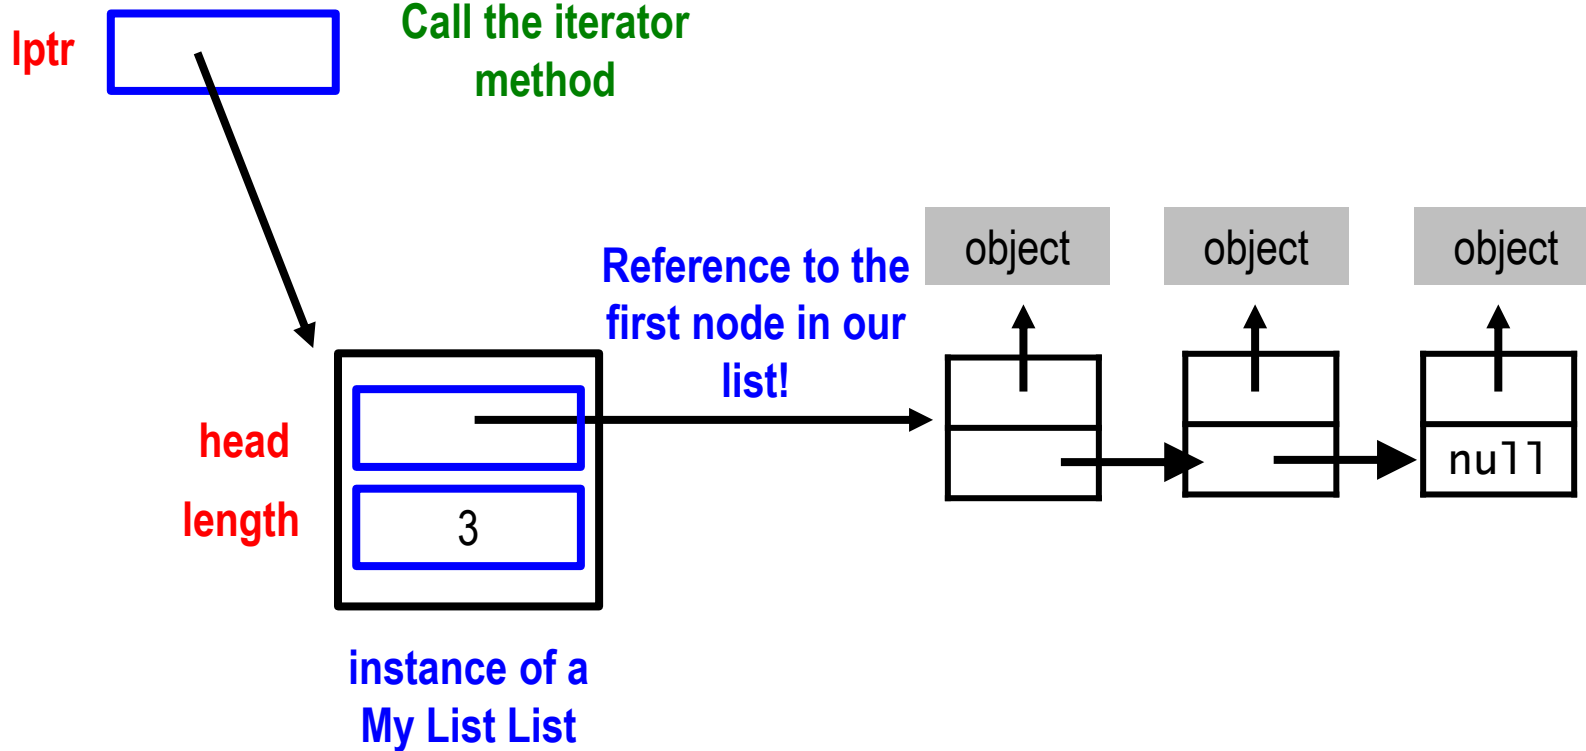 lptr
Call the iterator
method
object
object
object
Reference to the
first node in our
list!
head
length
3
null
instance of a
My List List